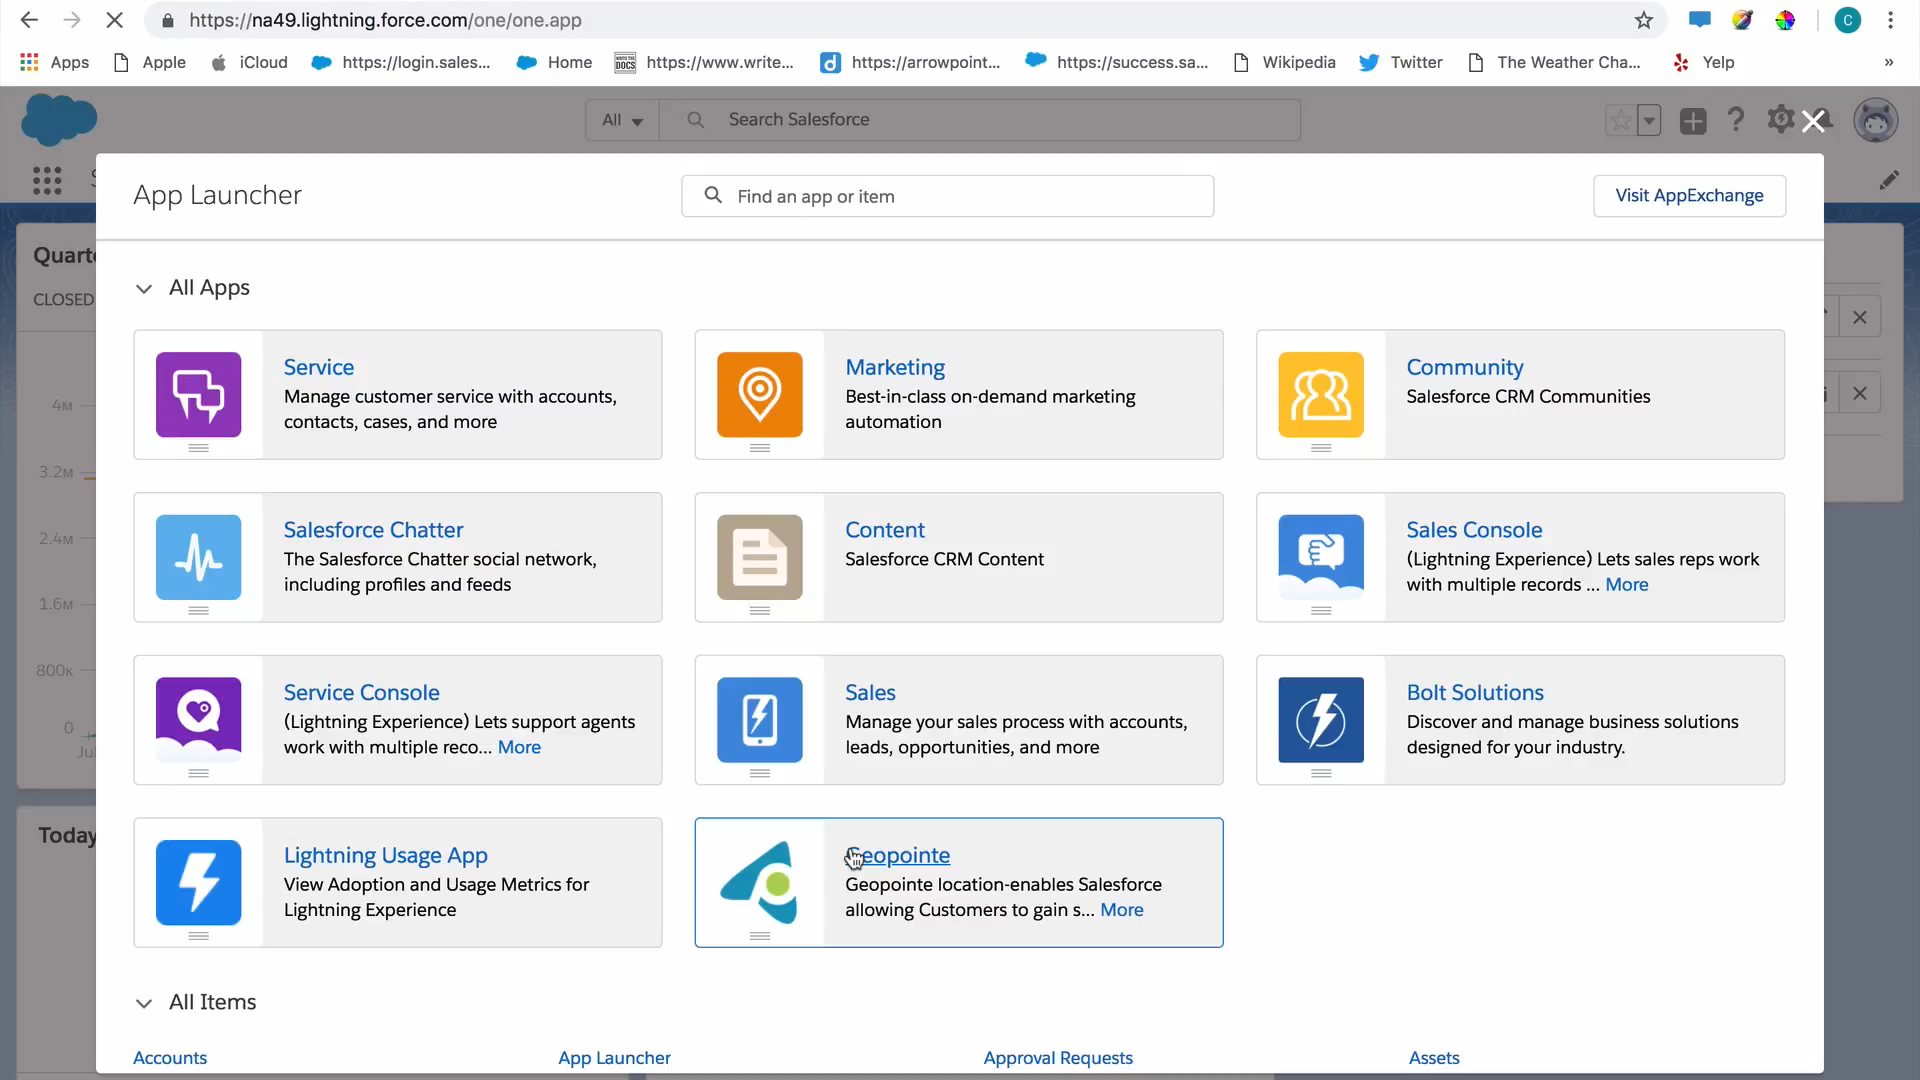 https://na49.lightning.force.com/one/one.app
C
Apps
Apple
iCloud
https://login.sales...
Home
WRITE THE DOCS
https://www.write...
https://arrowpoint...
https://success.sa...
Wikipedia
Twitter
The Weather Cha...
Yelp
»
All
Search Salesforce
App Launcher
Find an app or item
Visit AppExchange
Quarte
CLOSED
4M
3.2M
2.4M
1.6M
800K
0
Ju
Today
All Apps
Service
Manage customer service with accounts,
contacts, cases, and more
Marketing
Best-in-class on-demand marketing
automation
Community
Salesforce CRM Communities
Salesforce Chatter
The Salesforce Chatter social network,
including profiles and feeds
Content
Salesforce CRM Content
Sales Console
(Lightning Experience) Lets sales reps work
with multiple records ... More
Service Console
(Lightning Experience) Lets support agents
work with multiple reco... More
Sales
Manage your sales process with accounts,
leads, opportunities, and more
Bolt Solutions
Discover and manage business solutions
designed for your industry.
Lightning Usage App
View Adoption and Usage Metrics for
Lightning Experience
Geopointe
Geopointe location-enables Salesforce
allowing Customers to gain s... More
All Items
Accounts
App Launcher
Approval Requests
Assets